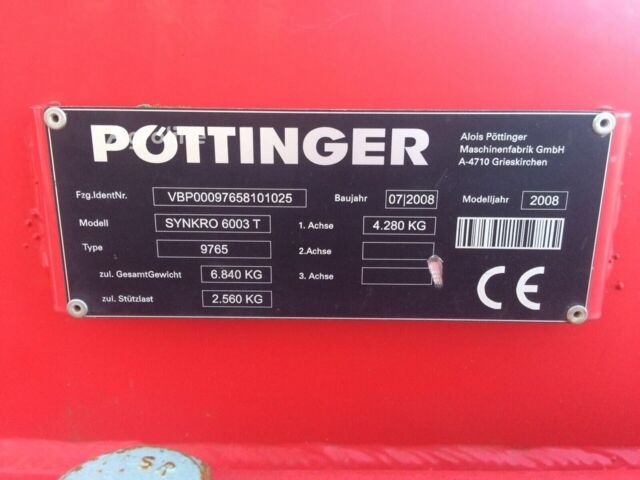 PÖTTINGER
Alois Pöttinger
Maschinenfabrik GmbH
A-4710 Grieskirchen
Fzg.IdentNr. VBP00097658101025 Baujahr 07|2008 Modelljahr 2008
Modell SYNKRO 6003 T 1. Achse 4.280 KG
Type 9765 2.Achse
zul. GesamtGewicht 6.840 KG 3. Achse
zul. Stützlast 2.560 KG
CE
SR